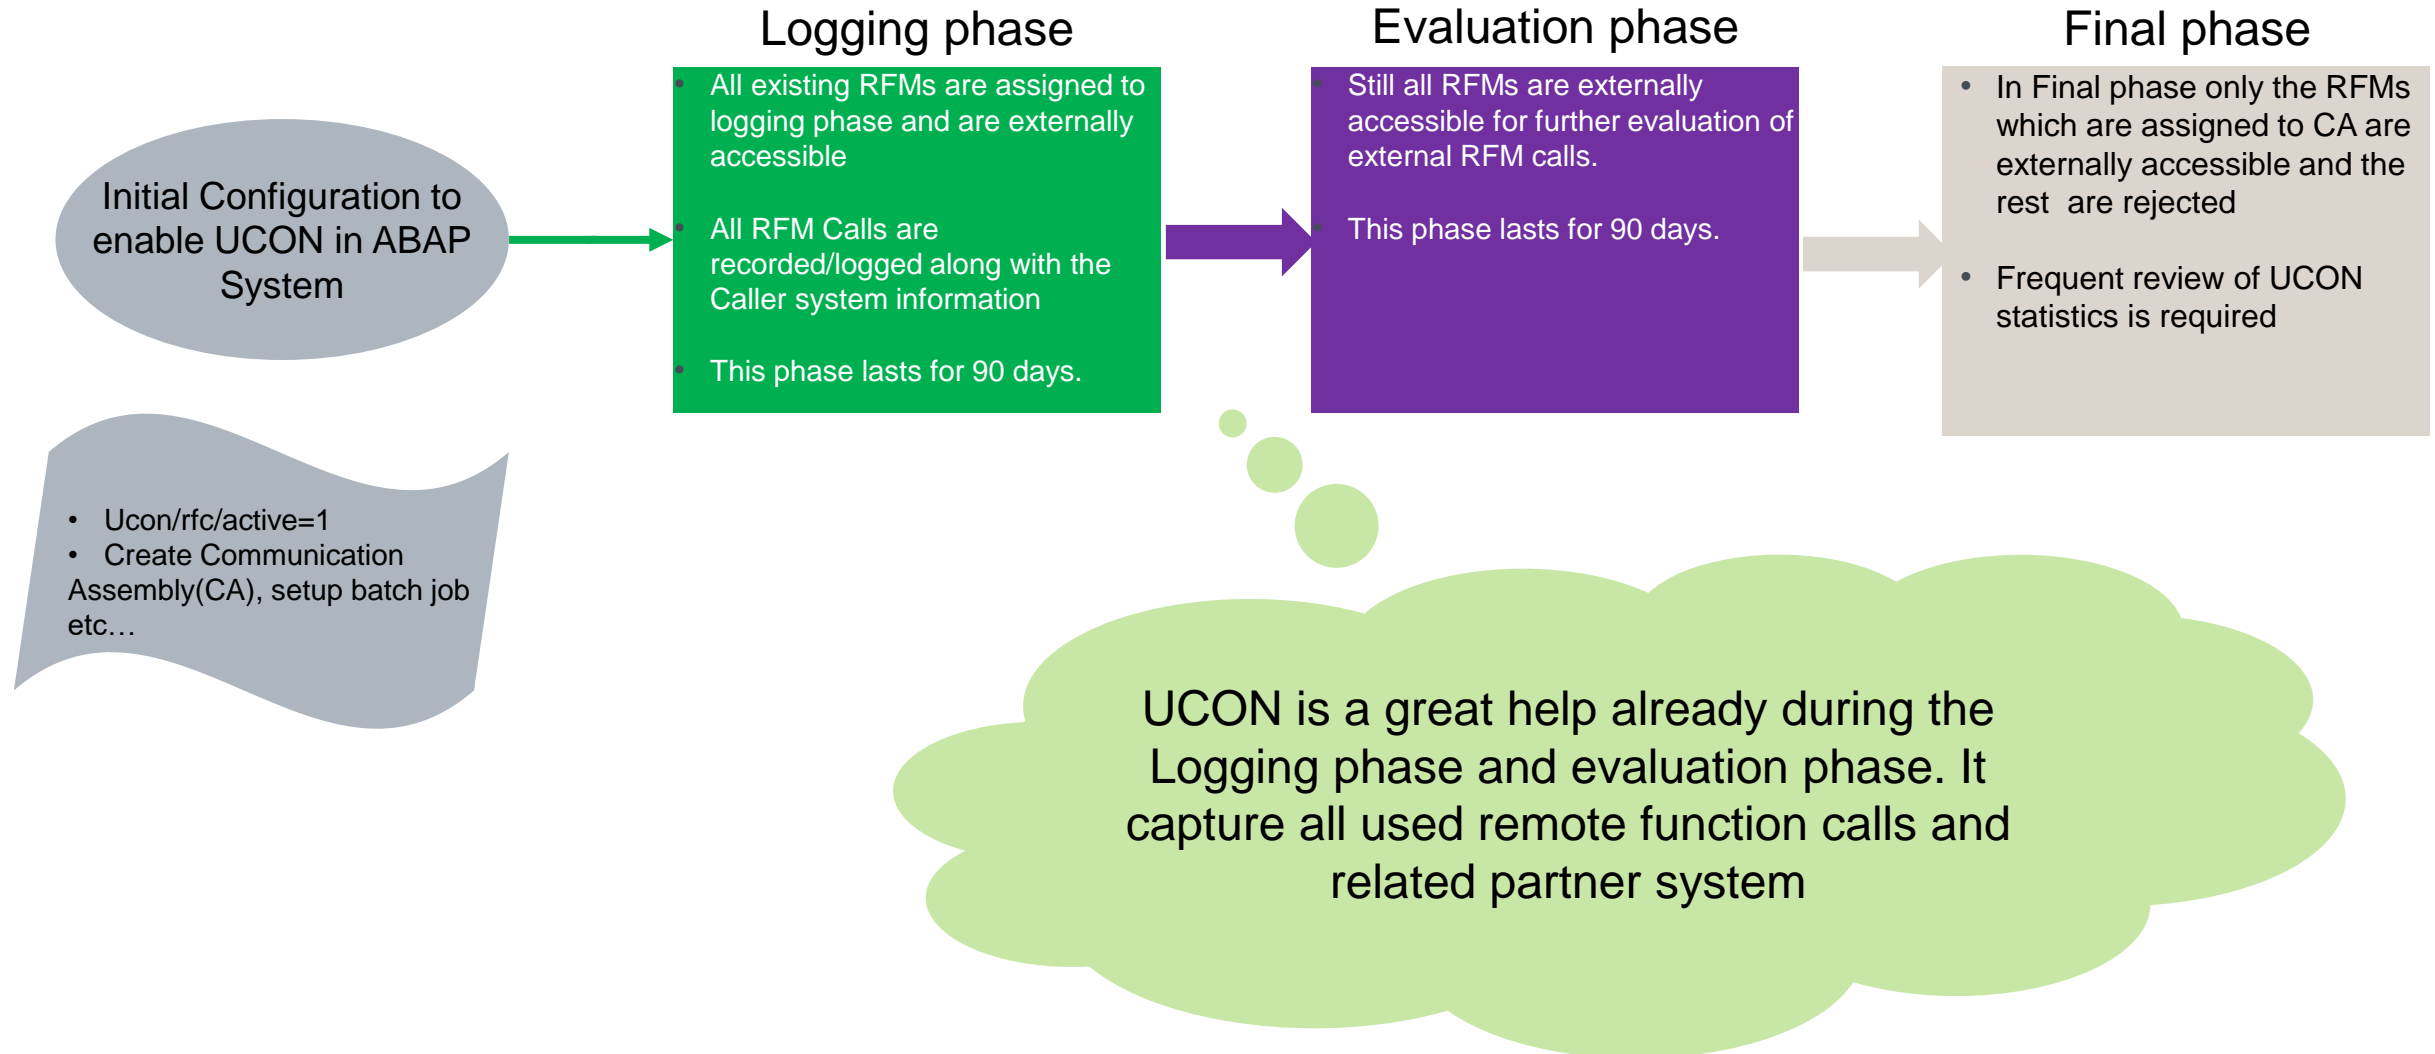 Logging phase
Evaluation phase
Final phase
Initial Configuration to
enable UCON in ABAP
System
• All existing RFMs are assigned to
logging phase and are externally
accessible
• All RFM Calls are
recorded/logged along with the
Caller system information
• This phase lasts for 90 days.
• Still all RFMs are externally
accessible for further evaluation of
external RFM calls.
• This phase lasts for 90 days.
• In Final phase only the RFMs
which are assigned to CA are
externally accessible and the
rest  are rejected
• Frequent review of UCON
statistics is required
• Ucon/rfc/active=1
• Create Communication
Assembly(CA), setup batch job
etc…
UCON is a great help already during the
Logging phase and evaluation phase. It
capture all used remote function calls and
related partner system